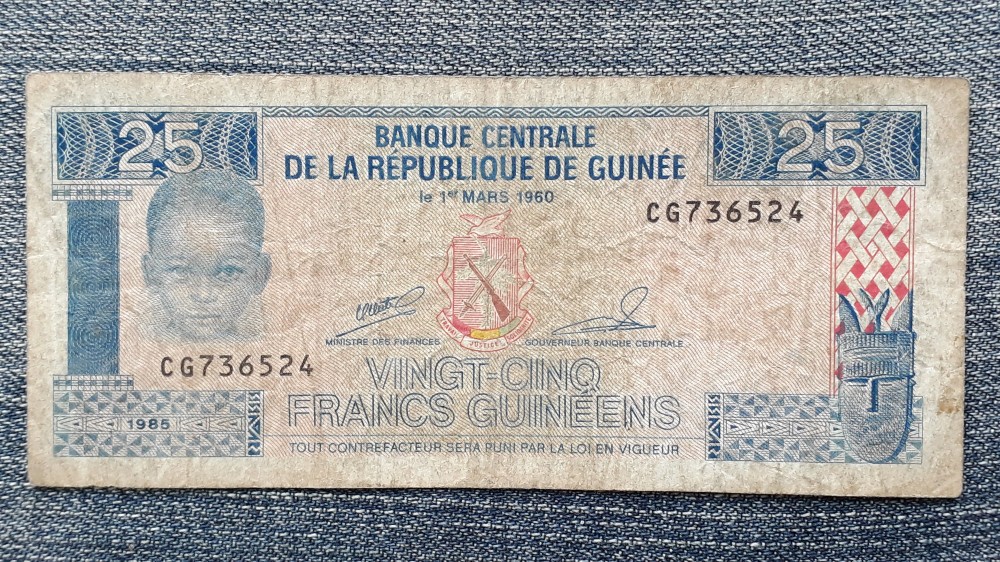 25
25
BANQUE CENTRALE
DE LA RÉPUBLIQUE DE GUINÉE
le 1er MARS 1960
CG736524
JUSTICE
MINISTRE DES FINANCES
GOUVERNEUR BANQUE CENTRALE
CG736524
VINGT-CINQ
FRANCS GUINÉENS
1985
TOUT CONTREFACTEUR SERA PUNI PAR LA LOI EN VIGUEUR